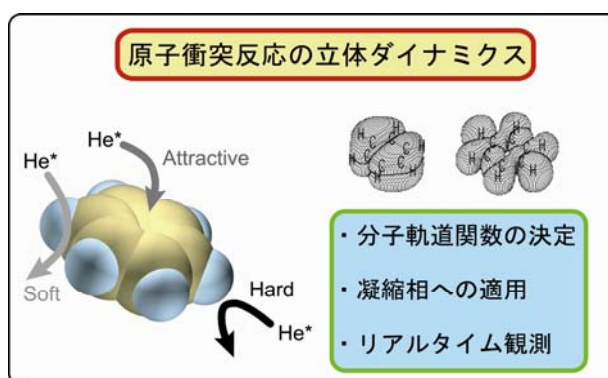 原子衝突反応の立体ダイナミクス
He*
He*
Attractive
Soft
Hard
He*
・分子軌道関数の決定
・凝縮相への適用
・リアルタイム観測